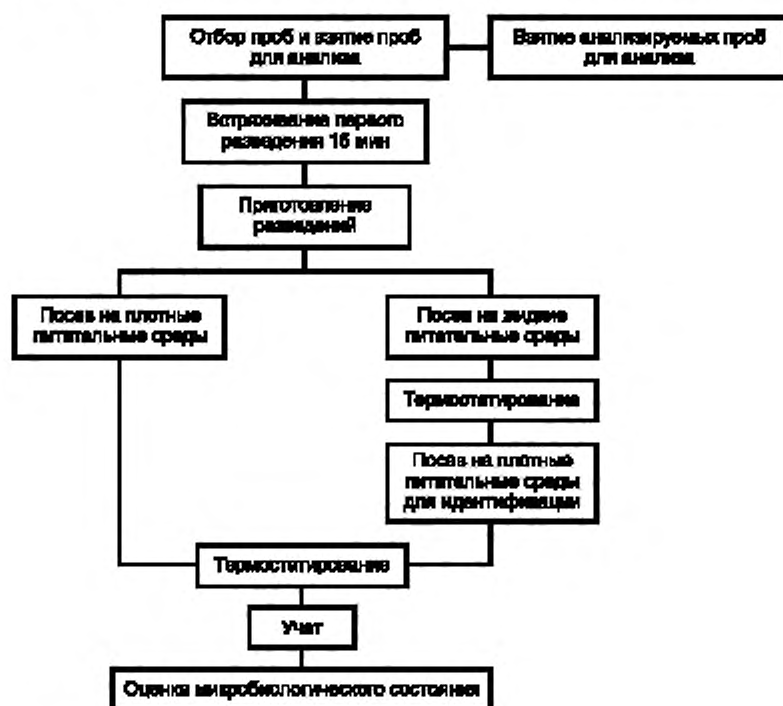 Отбор проб и взятие проб
для анализа
Взятие анализируемых проб
для анализа
Встряхивание первого
разведения 15 мин
Приготовление
разведений
Посев на плотные
питательные среды
Посев на жидкие
питательные среды
Термостатирование
Посев на плотные
питательные среды
для идентификации
Термостатирование
Учет
Оценка микробиологического состояния